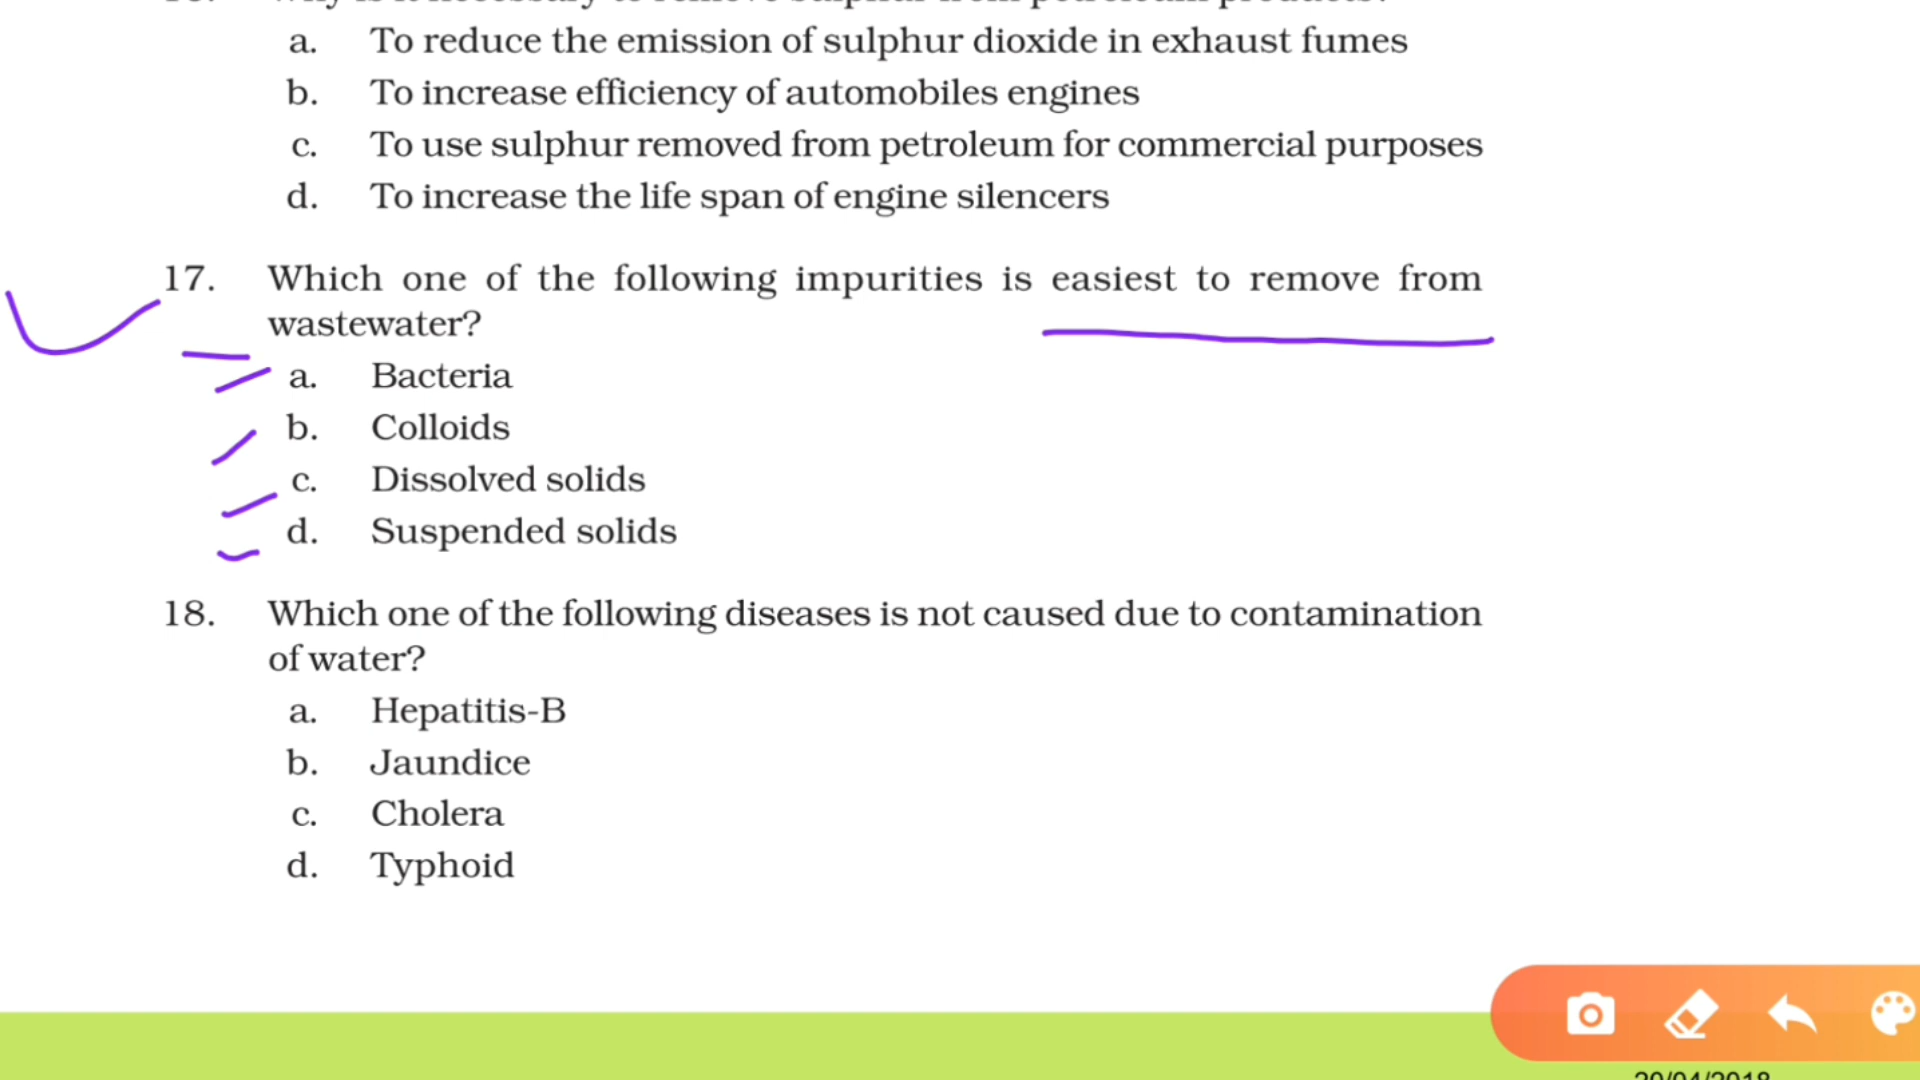 a. To reduce the emission of sulphur dioxide in exhaust fumes
b. To increase efficiency of automobiles engines
c. To use sulphur removed from petroleum for commercial purposes
d. To increase the life span of engine silencers
17. Which one of the following impurities is easiest to remove from
wastewater?
a. Bacteria
b. Colloids
c. Dissolved solids
d. Suspended solids
18. Which one of the following diseases is not caused due to contamination
of water?
a. Hepatitis-B
b. Jaundice
c. Cholera
d. Typhoid